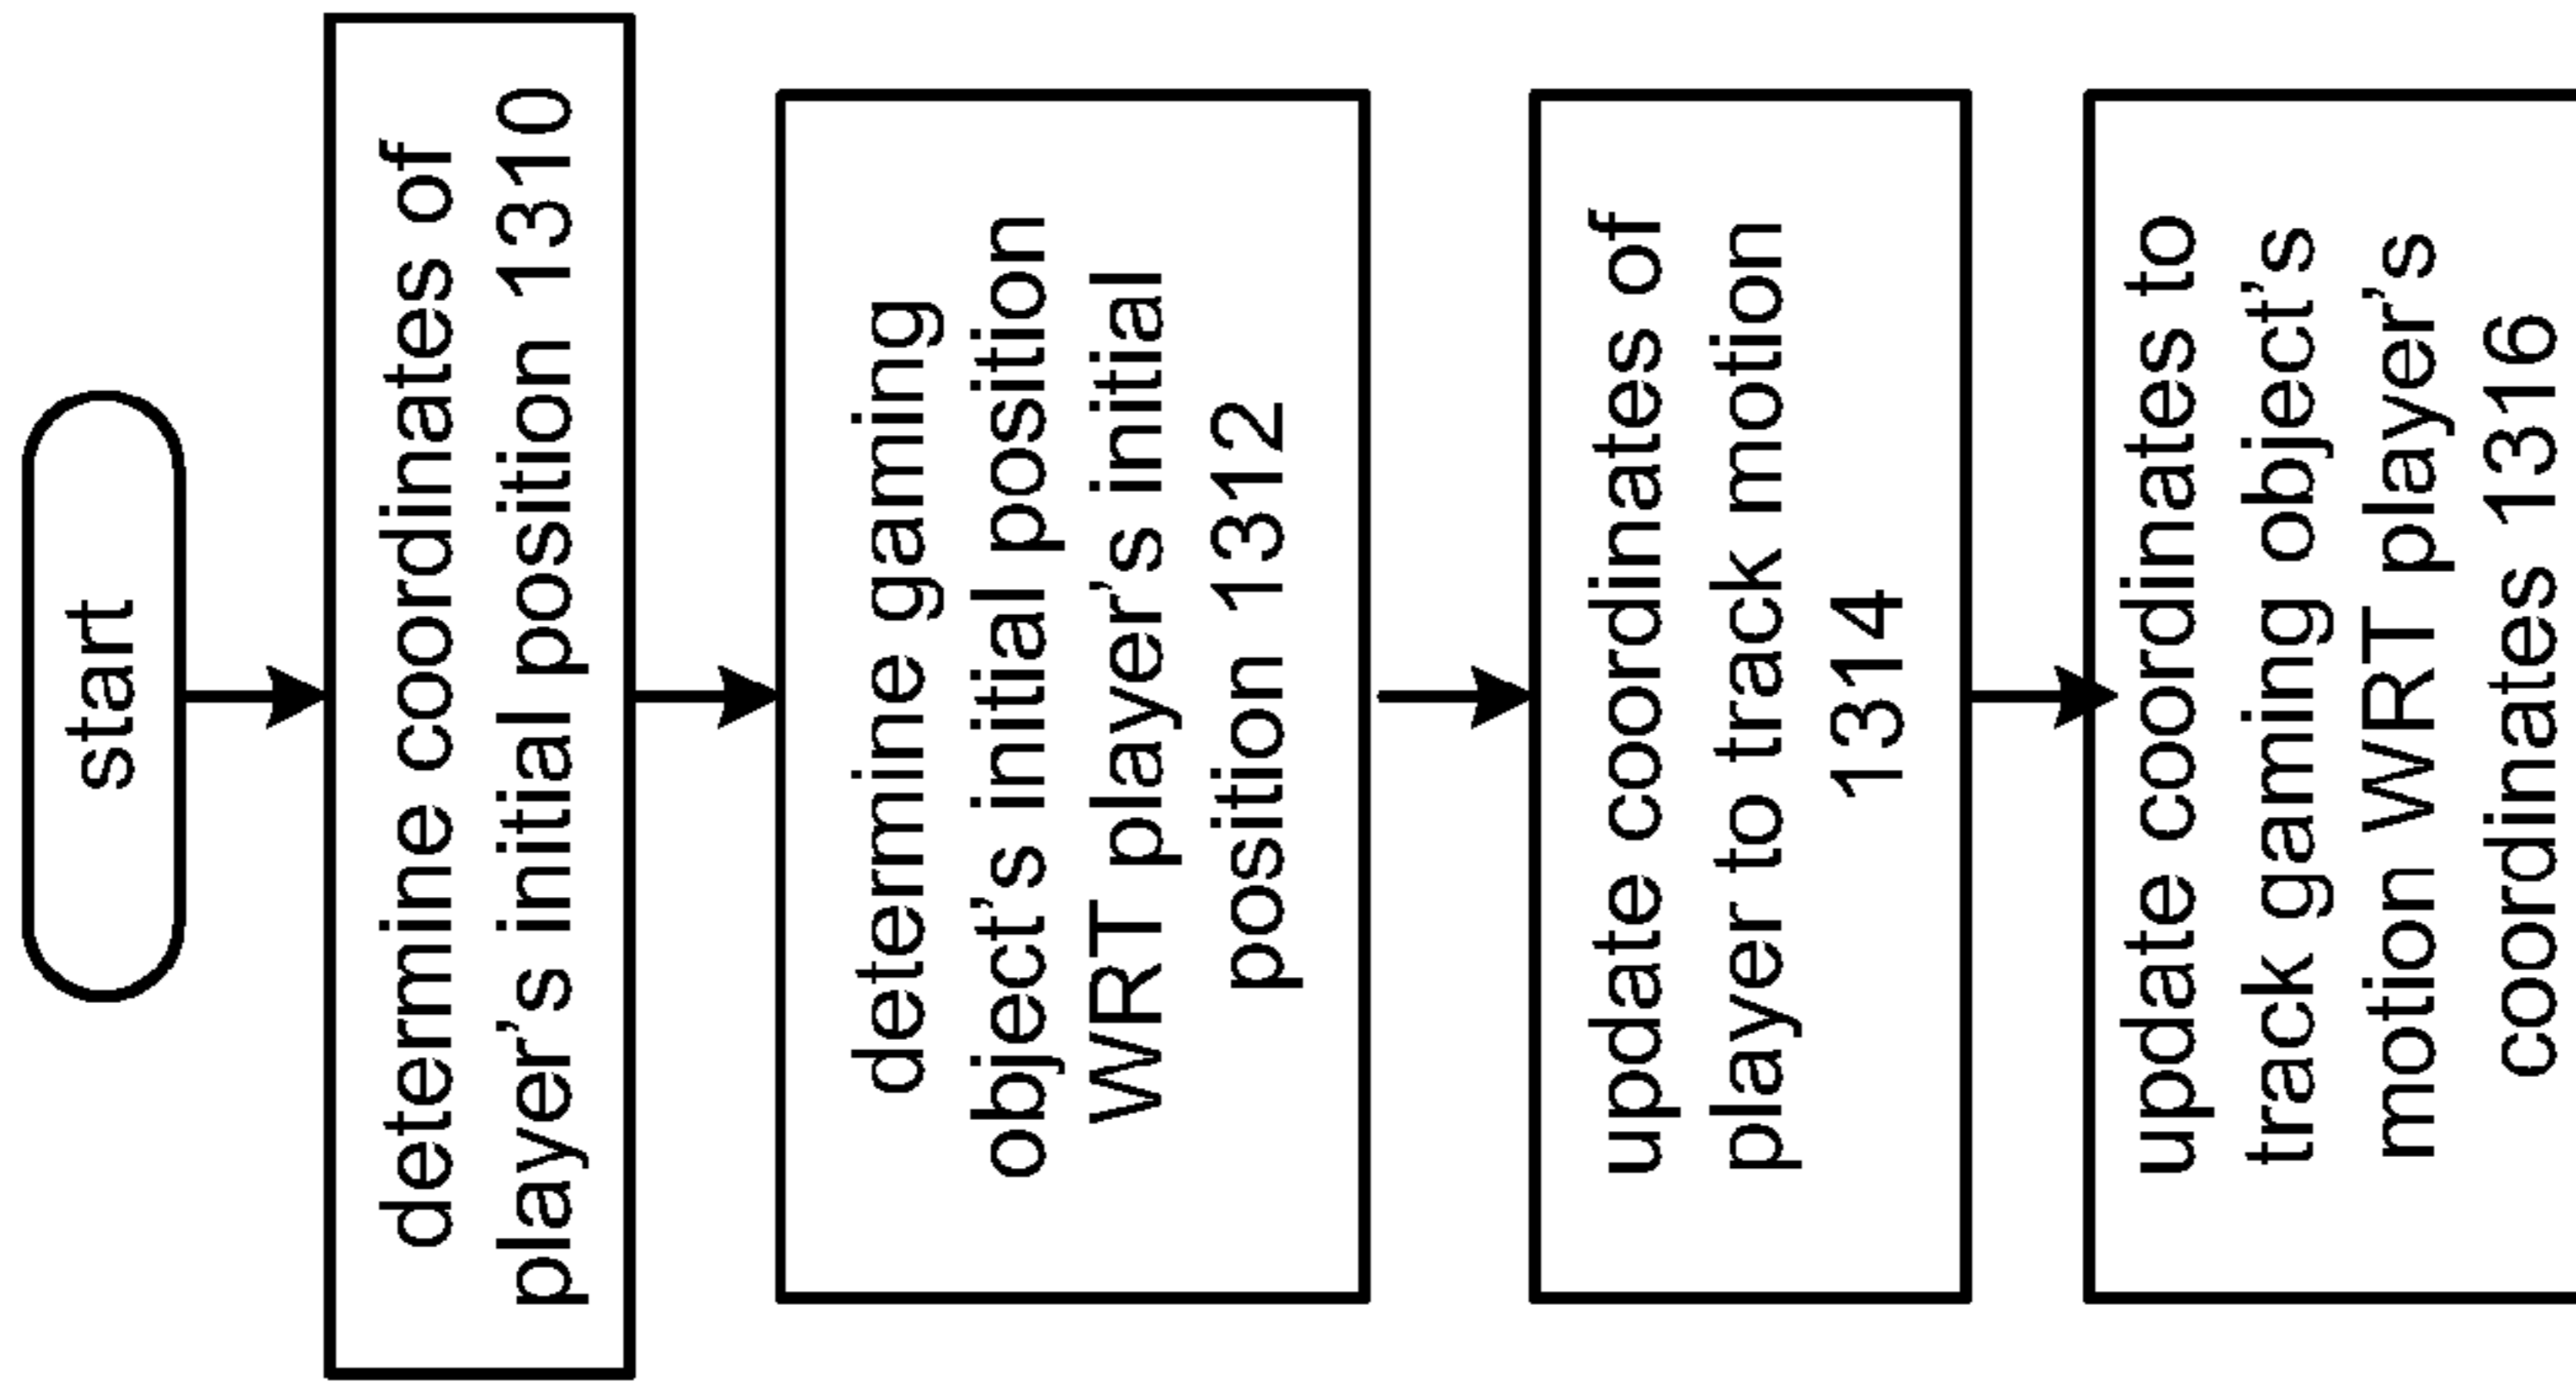 start
determine coordinates of
player's initial position 1310
determine gaming
object's initial position
WRT player's initial
position 1312
update coordinates of
player to track motion
1314
update coordinates to
track gaming object's
motion WRT player's
coordinates 1316